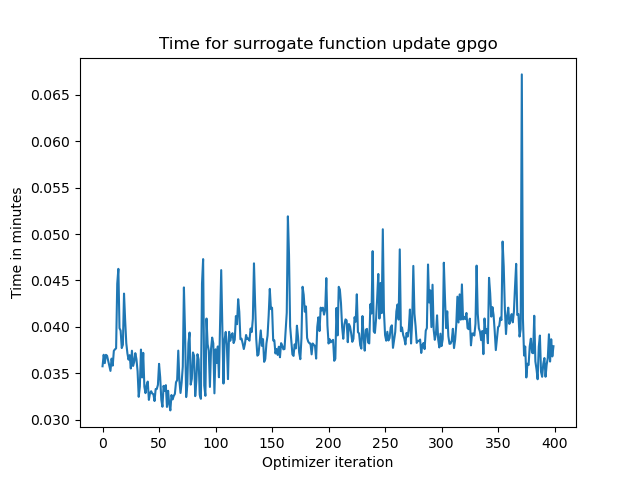 Time for surrogate function update gpgo
Time in minutes
0.065
0.060
0.055
0.050
0.045
0.040
0.035
0.030
0 50 100 150 200 250 300 350 400
Optimizer iteration